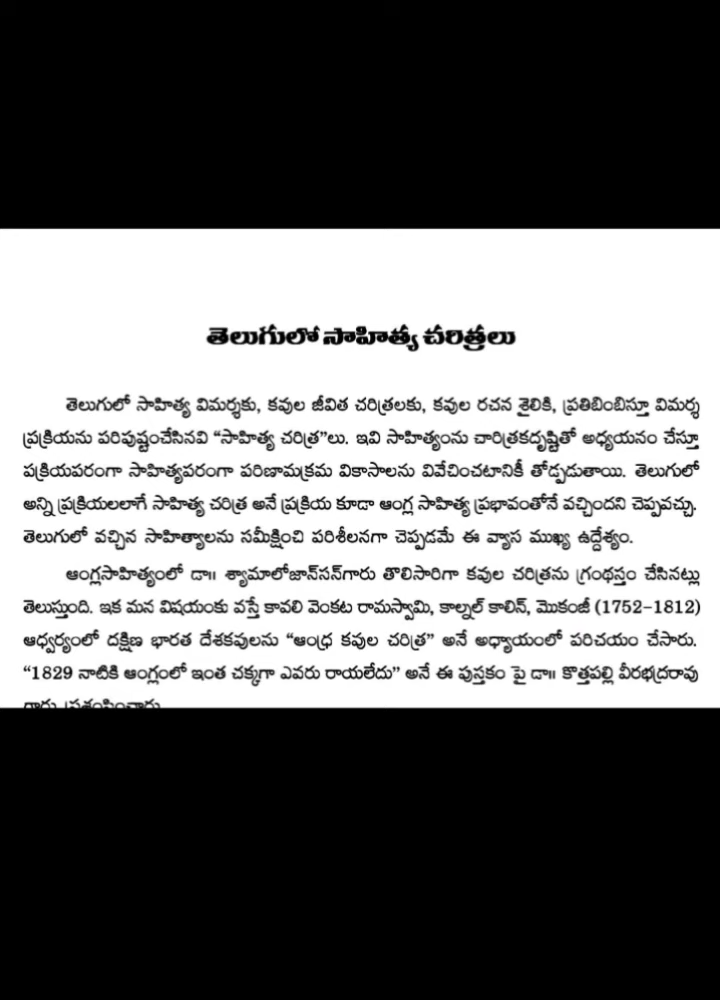 తెలుగులో సాహిత్య చరిత్రలు
తెలుగులో సాహిత్య విమర్శకు, కవుల జీవిత చరిత్రలకు, కవుల రచన శైలికి, ప్రతిబింబిస్తూ విమర్శ
ప్రక్రియను పరిపుష్టంచేసినవి “సాహిత్య చరిత్ర”లు. ఇవి సాహిత్యంను చారిత్రకదృష్టితో అధ్యయనం చేస్తూ
పక్రియపరంగా సాహిత్యపరంగా పరిణామక్రమ వికాసాలను వివేచించటానికీ తోడ్పడుతాయి. తెలుగులో
అన్ని ప్రక్రియలలాగే సాహిత్య చరిత్ర అనే ప్రక్రియ కూడా ఆంగ్ల సాహిత్య ప్రభావంతోనే వచ్చిందని చెప్పవచ్చు.
తెలుగులో వచ్చిన సాహిత్యాలను సమీక్షించి పరిశీలనగా చెప్పడమే ఈ వ్యాస ముఖ్య ఉద్దేశ్యం.
ఆంగ్లసాహిత్యంలో డా॥ శ్యామాలోజాన్‌సన్‌గారు తొలిసారిగా కవుల చరిత్రను గ్రంథస్తం చేసినట్లు
తెలుస్తుంది. ఇక మన విషయంకు వస్తే కావలి వెంకట రామస్వామి, కాల్నల్ కాలిన్, మొకంజీ (1752-1812)
ఆధ్వర్యంలో దక్షిణ భారత దేశకవులను “ఆంధ్ర కవుల చరిత్ర” అనే అధ్యాయంలో పరిచయం చేసారు.
“1829 నాటికి ఆంగ్లంలో ఇంత చక్కగా ఎవరు రాయలేదు” అనే ఈ పుస్తకం పై డా॥ కొత్తపల్లి వీరభద్రరావు
గారు ప్రశంసించారు